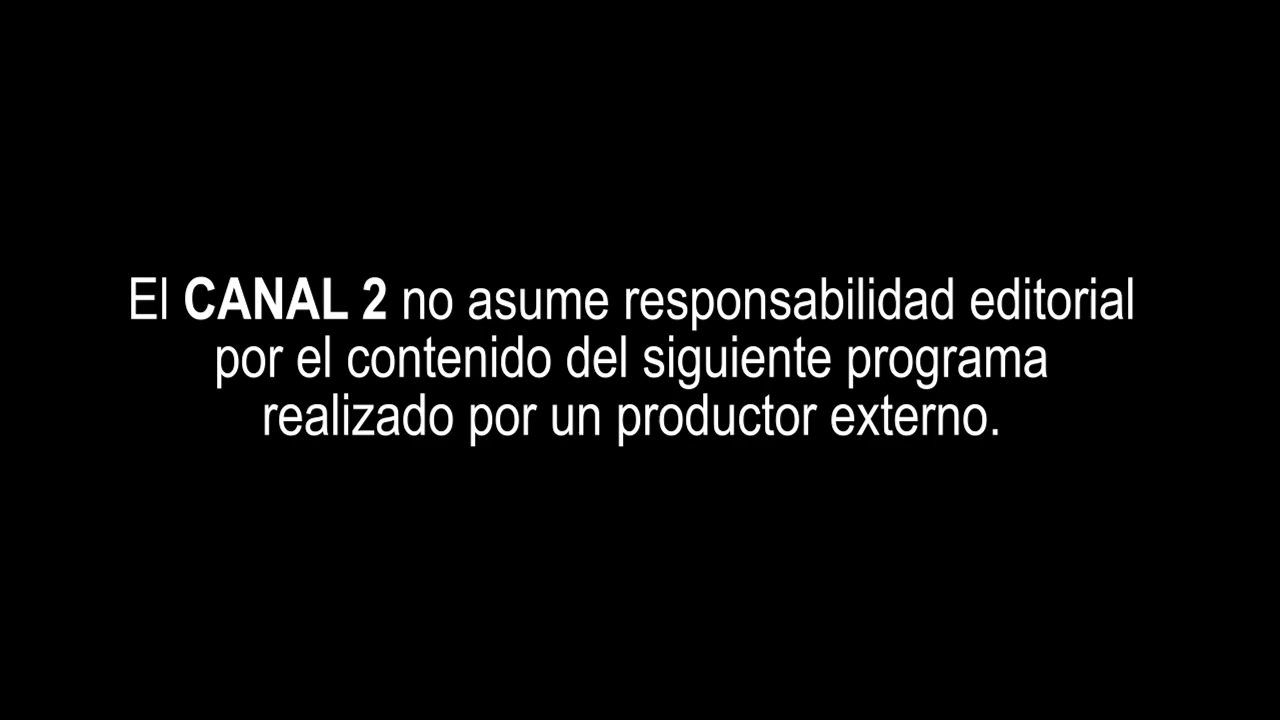 El CANAL 2 no asume responsabilidad editorial
por el contenido del siguiente programa
realizado por un productor externo.